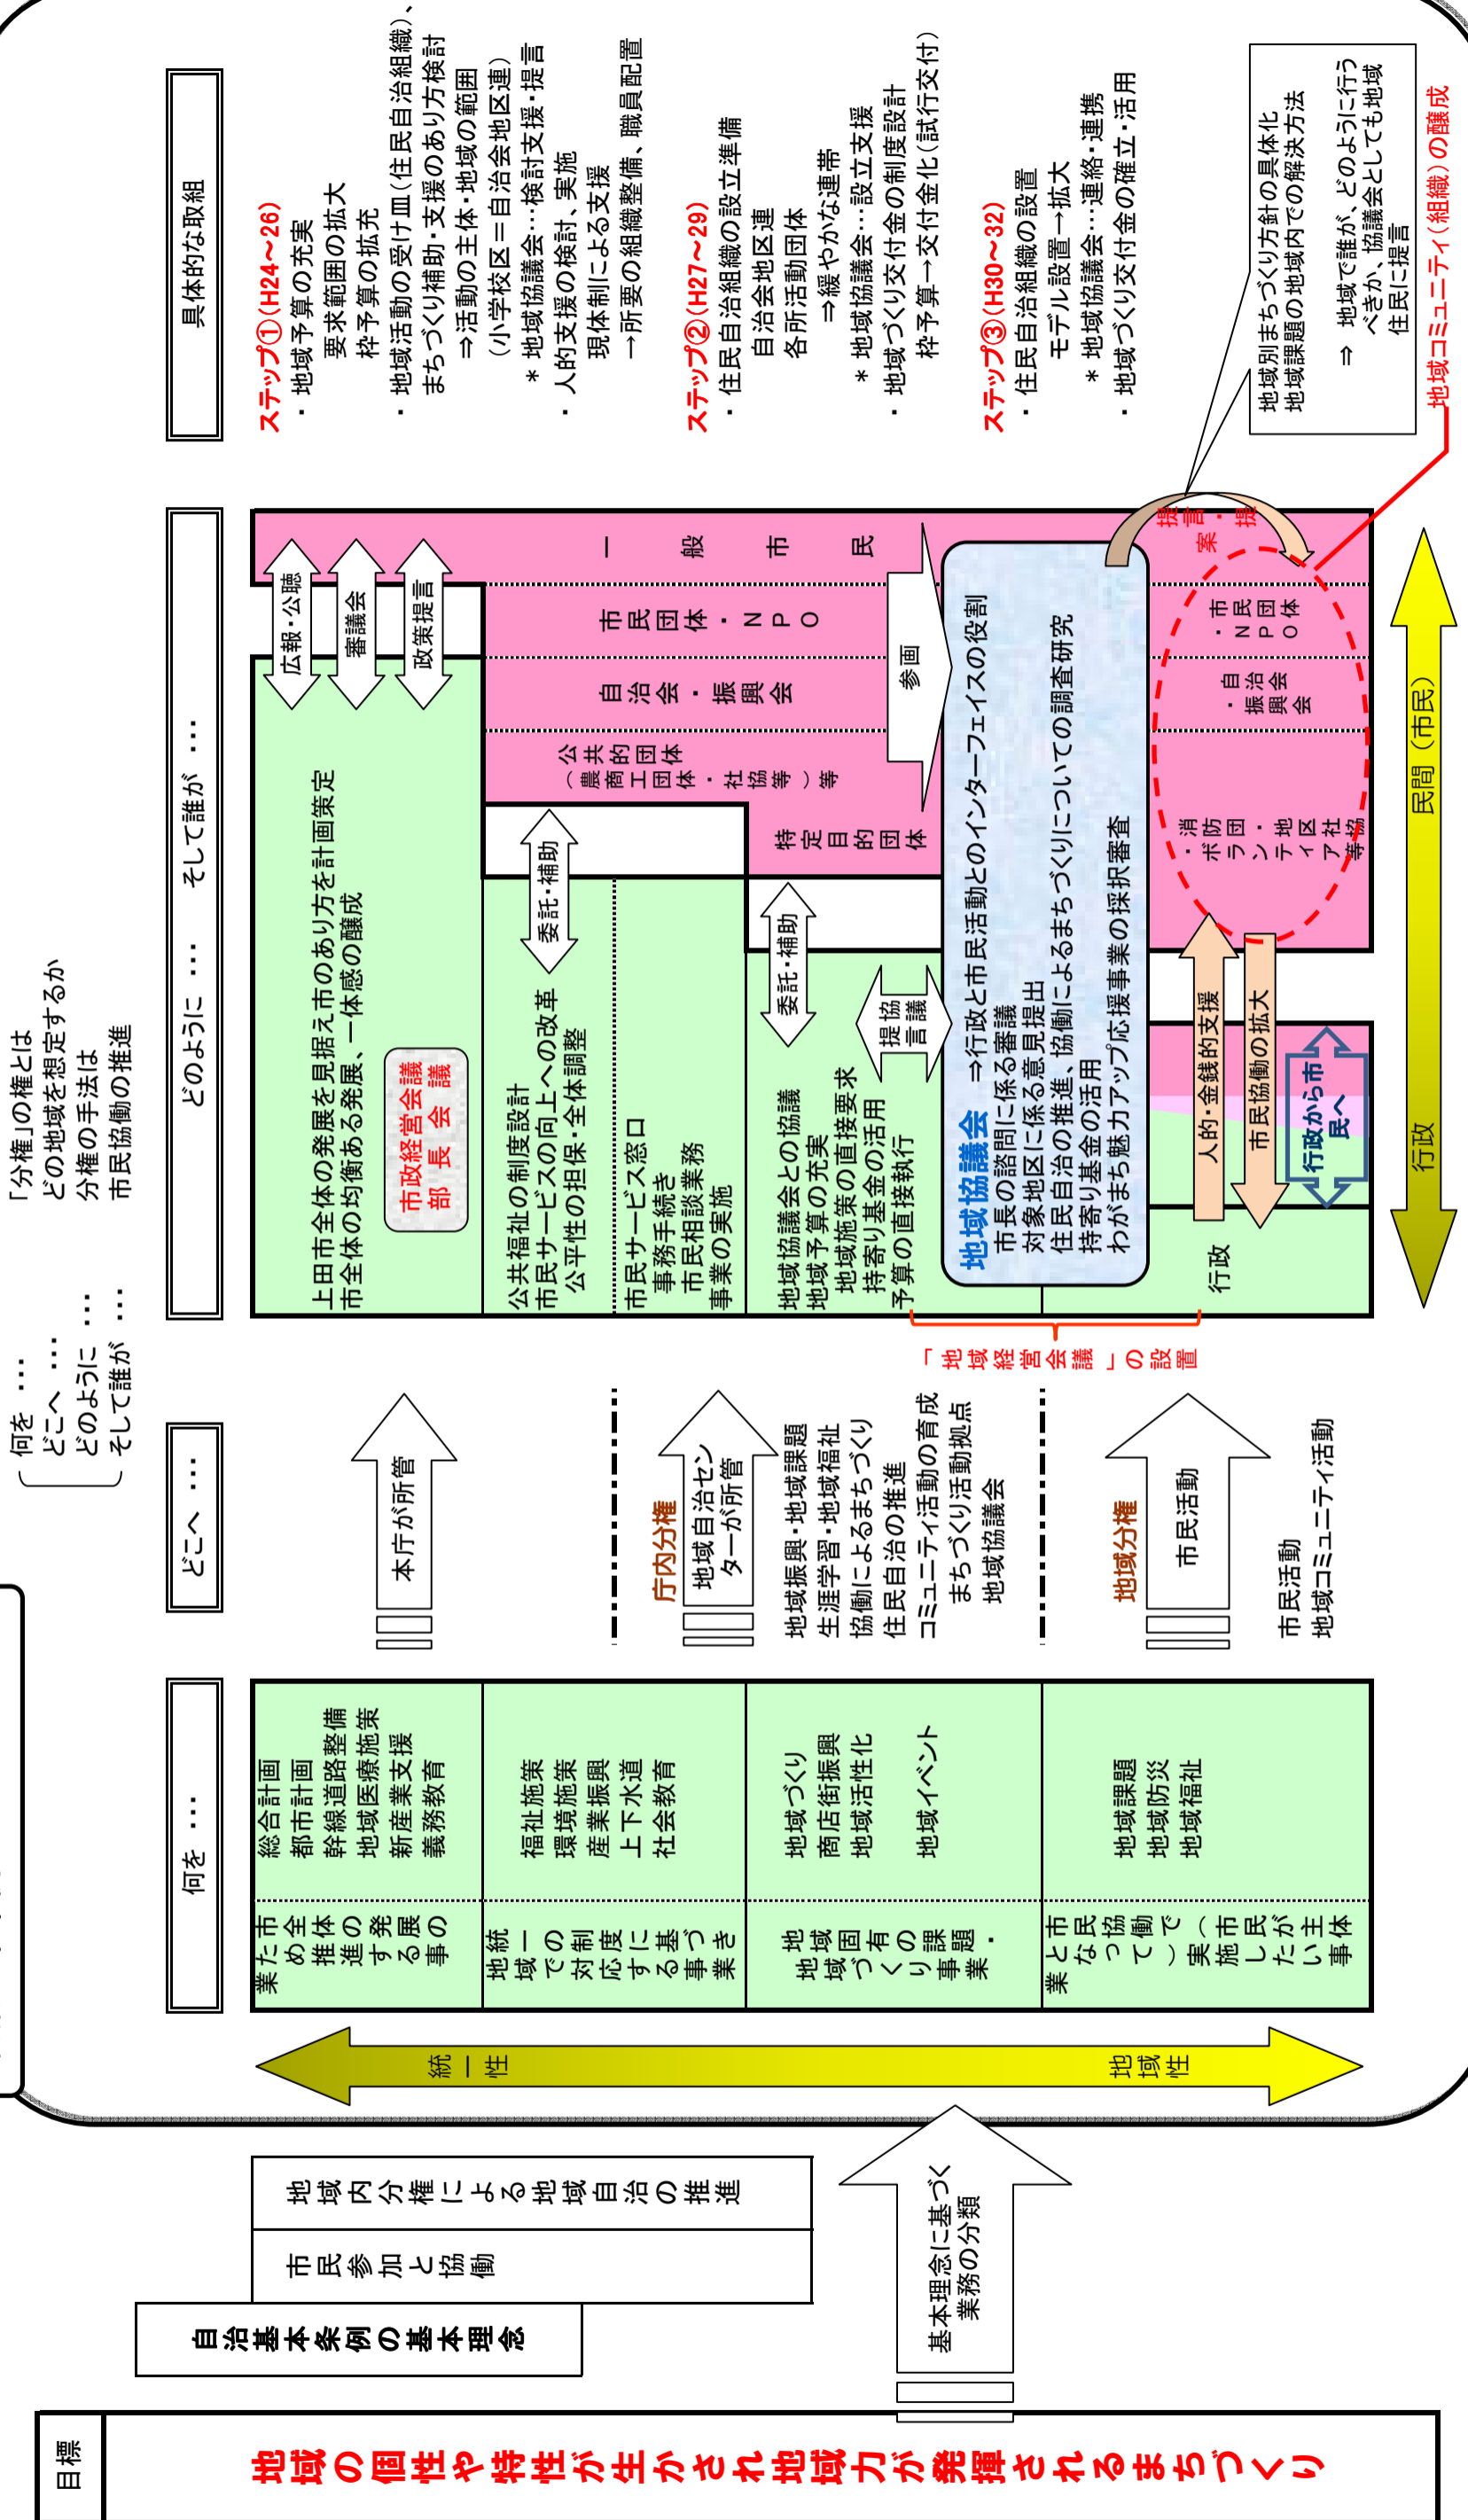 目標
地域の個性や特性が生かされ地域力が発揮されるまちづくり
自治基本条例の基本理念
市民参加と協働
地域内分権による地域自治の推進
基本理念に基づく
業務の分類
「分権」の権とは
どの地域を想定するか
分権の手法は
市民協働の推進
何を …
どこへ …
どのように …
そして誰が …
何を …
どこへ …
どのように … そして誰が …
具体的な取組
統一性
地域性
市全体の発展の
ため推進する事
業
総合計画
都市計画
幹線道路整備
地域医療施策
新産業支援
義務教育
統一の制度に基づき
地域で対応する事業
福祉施策
環境施策
産業振興
上下水道
社会教育
地域固有の課題・
地域づくり事業
地域づくり
商店街振興
地域活性化
地域イベント
市民協働で(市民が主体
となって)実施したい事
業
地域課題
地域防災
地域福祉
本庁が所管
庁内分権
地域自治セン
ターが所管
地域振興・地域課題
生涯学習・地域福祉
協働によるまちづくり
住民自治の推進
コミュニティ活動の育成
まちづくり活動拠点
地域協議会
地域分権
市民活動
市民活動
地域コミュニティ活動
上田市全体の発展を見据え市のあり方を計画策定
市全体の均衡ある発展、一体感の醸成
市政経営会議
部長会議
広報・公聴
審議会
政策提言
公共福祉の制度設計
市民サービスの向上への改革
公平性の担保・全体調整
委託・補助
市民サービス窓口
事務手続き
市民相談業務
事業の実施
地域協議会との協議
地域予算の充実
地域施策の直接要求
持寄り基金の活用
予算の直接執行
委託・補助
協議
提言
一般市民
市民団体・NPO
自治会・振興会
公共的団体
(農商工団体・社協等)等
特定目的団体
参画
地域協議会 ⇒行政と市民活動とのインターフェイスの役割
市長の諮問に係る審議
対象地区に係る意見提出
住民自治の推進、協働によるまちづくりについての調査研究
持寄り基金の活用
わがまち魅力アップ応援事業の採択審査
「地域経営会議」の設置
行政
人的・金銭的支援
市民協働の拡大
行政から市
民へ
提言・提
案
・市民団体
NPO
・自治会
振興会
・消防団・地区社協
ボランティア等
行政
民間(市民)
ステップ①(H24～26)
・ 地域予算の充実
要求範囲の拡大
枠予算の拡充
・ 地域活動の受け皿(住民自治組織)、
まちづくり補助・支援のあり方検討
⇒活動の主体・地域の範囲
(小学校区＝自治会地区連)
* 地域協議会…検討支援・提言
・ 人的支援の検討、実施
現体制による支援
→所要の組織整備、職員配置
ステップ②(H27～29)
・ 住民自治組織の設立準備
自治会地区連
各所活動団体
⇒緩やかな連帯
* 地域協議会…設立支援
・ 地域づくり交付金の制度設計
枠予算→交付金化(試行交付)
ステップ③(H30～32)
・ 住民自治組織の設置
モデル設置→拡大
* 地域協議会…連絡・連携
・ 地域づくり交付金の確立・活用
地域別まちづくり方針の具体化
地域課題の地域内での解決方法
⇒ 地域で誰が、どのように行う
べきか、協議会としても地域
住民に提言
地域コミュニティ(組織)の醸成